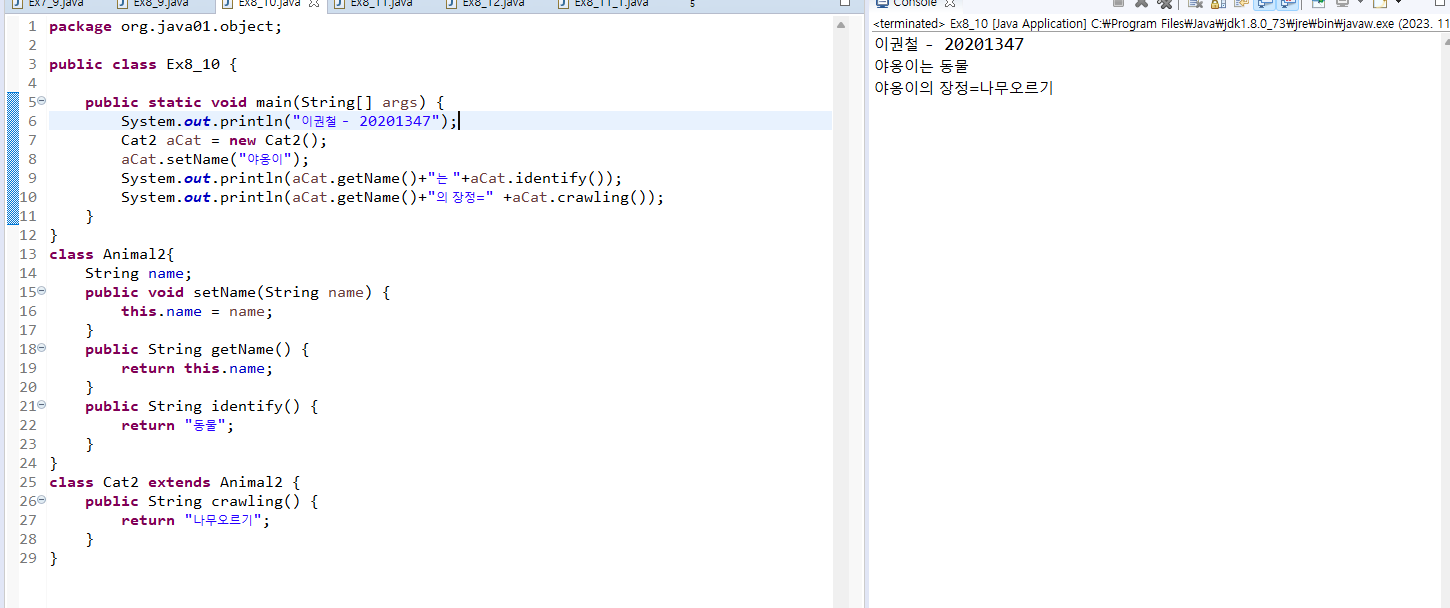 Ex7_9.java Ex8_9.java Ex8_10.java Ex8_11.java Ex8_12.java Ex8_11_1.java
1 package org.java01.object;
2
3 public class Ex8_10 {
4
5 public static void main(String[] args) {
6 System.out.println("이권철 - 20201347");
7 Cat2 aCat = new Cat2();
8 aCat.setName("야옹이");
9 System.out.println(aCat.getName()+"는 "+aCat.identify());
10 System.out.println(aCat.getName()+"의 장정=" +aCat.crawling());
11 }
12 }
13 class Animal2{
14 String name;
15 public void setName(String name) {
16 this.name = name;
17 }
18 public String getName() {
19 return this.name;
20 }
21 public String identify() {
22 return "동물";
23 }
24 }
25 class Cat2 extends Animal2 {
26 public String crawling() {
27 return "나무오르기";
28 }
29 }
Console
<terminated> Ex8_10 [Java Application] C:₩Program Files₩Java₩jdk1.8.0_73₩jre₩bin₩javaw.exe (2023. 11
이권철 - 20201347
야옹이는 동물
야옹이의 장정=나무오르기